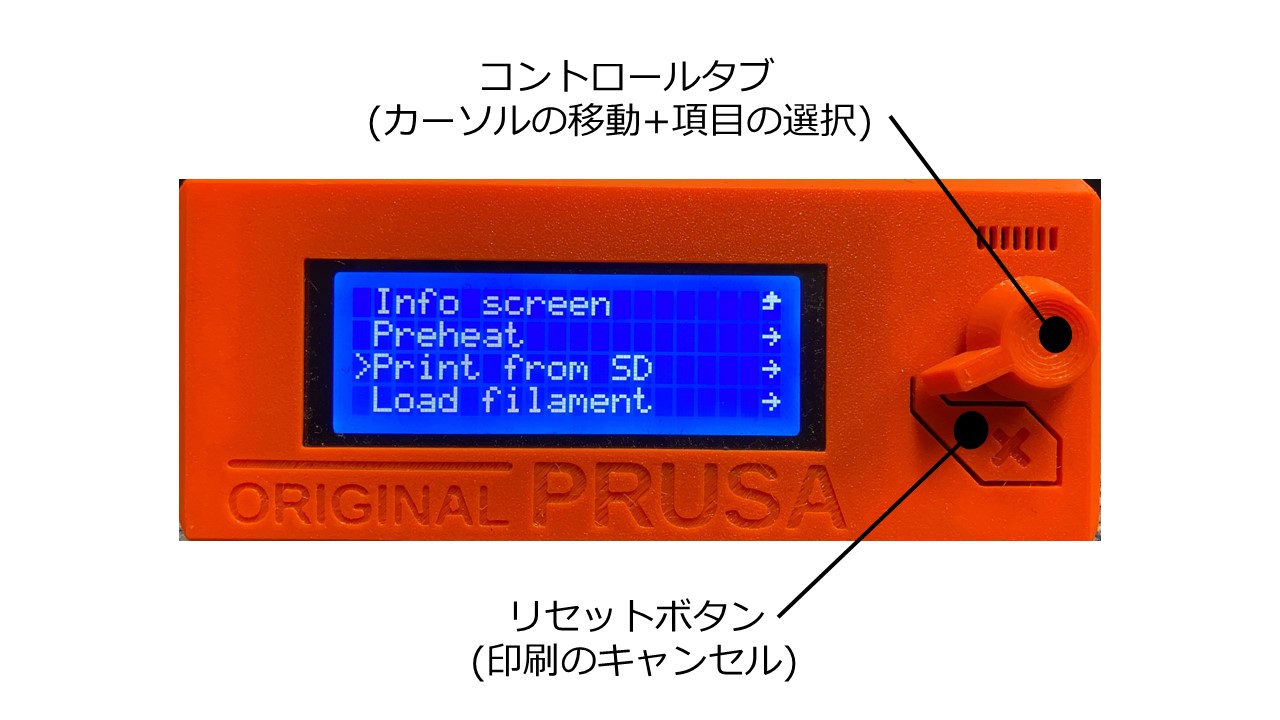 コントロールタブ
(カーソルの移動+項目の選択)
Info screen
Preheat
>Print from SD
Load filament
ORIGINAL PRUSA
リセットボタン
(印刷のキャンセル)